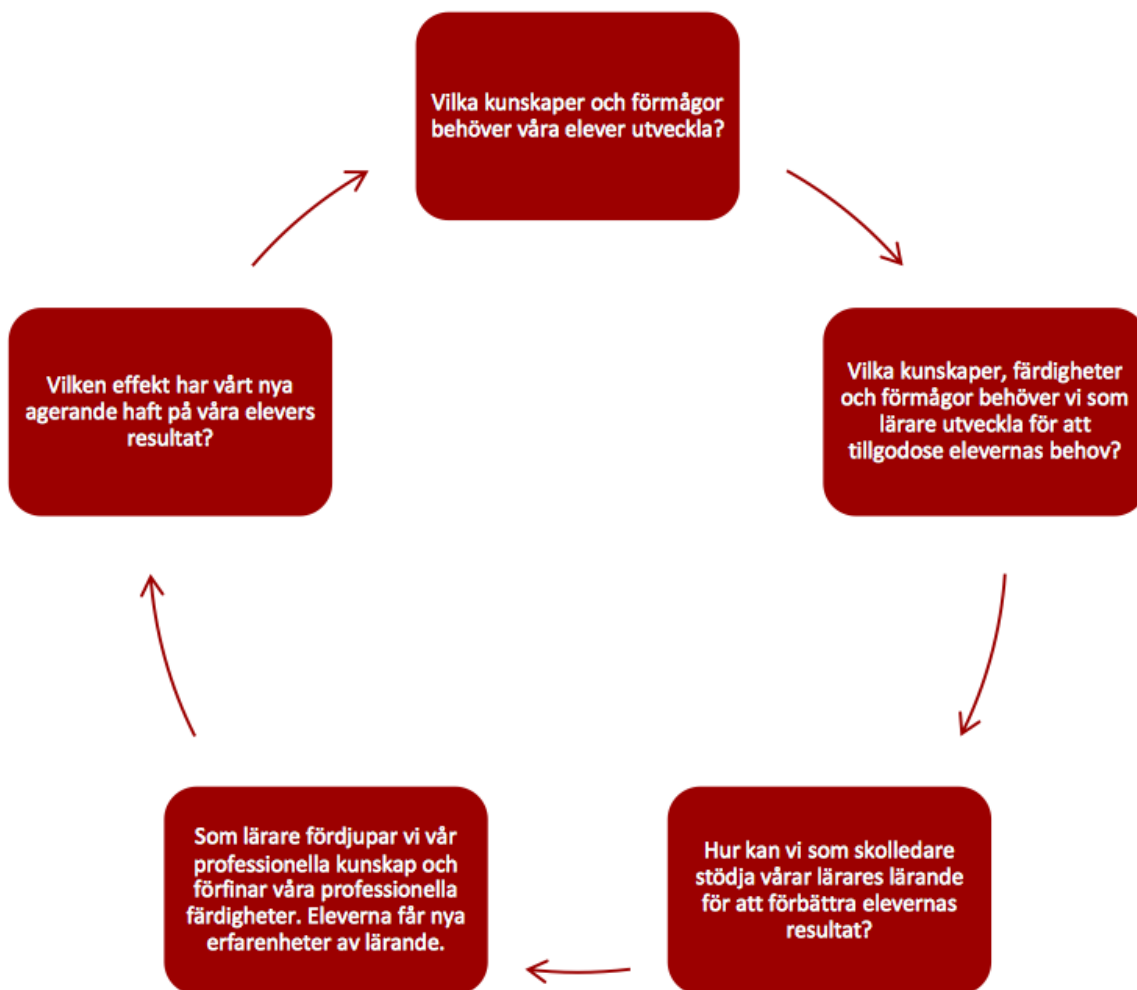 Vilka kunskaper och förmågor
behöver våra elever utveckla?
Vilka kunskaper, färdigheter
och förmågor behöver vi som
lärare utveckla för att
tillgodose elevernas behov?
Hur kan vi som skolledare
stödja vårar lärares lärande
för att förbättra elevernas
resultat?
Som lärare fördjupar vi vår
professionella kunskap och
förfinar våra professionella
färdigheter. Eleverna får nya
erfarenheter av lärande.
Vilken effekt har vårt nya
agerande haft på våra elevers
resultat?